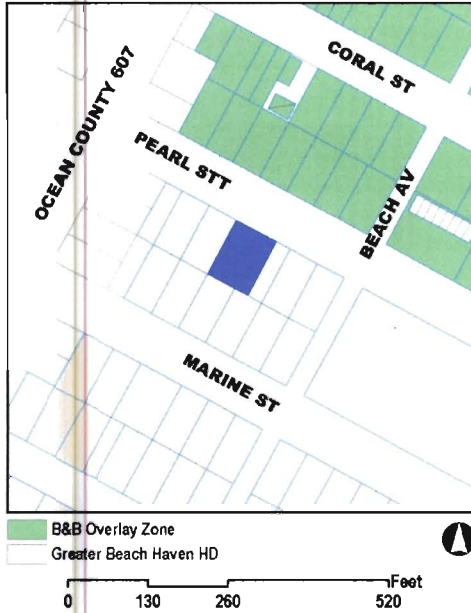 CORAL ST
OCEAN COUNTY 607
PEARL STT
BEACH AV
MARINE ST
B&B Overlay Zone
Greater Beach Haven HD
Feet
0 130 260 520